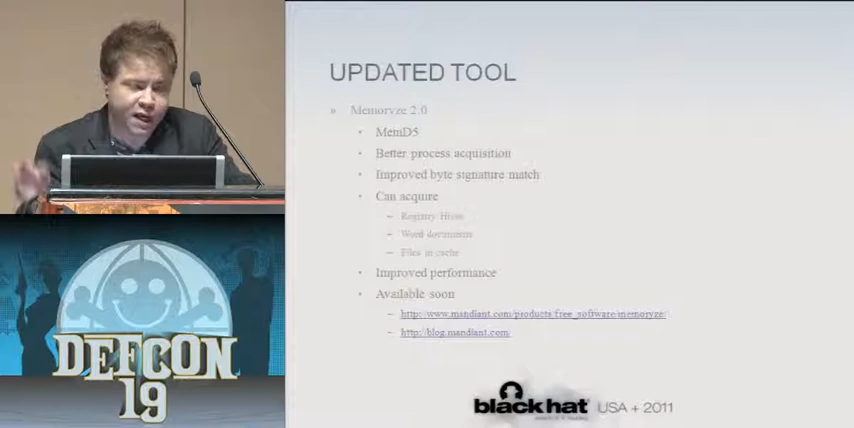 UPDATED TOOL
» Memoryze 2.0
• MemD5
• Better process acquisition
• Improved byte signature match
• Can acquire
– Registry Hives
– Word documents
– Files in cache
• Improved performance
• Available soon
– http://www.mandiant.com/products/free_software/memoryze/
– http://blog.mandiant.com/
DEFCON
19
black hat USA + 2011